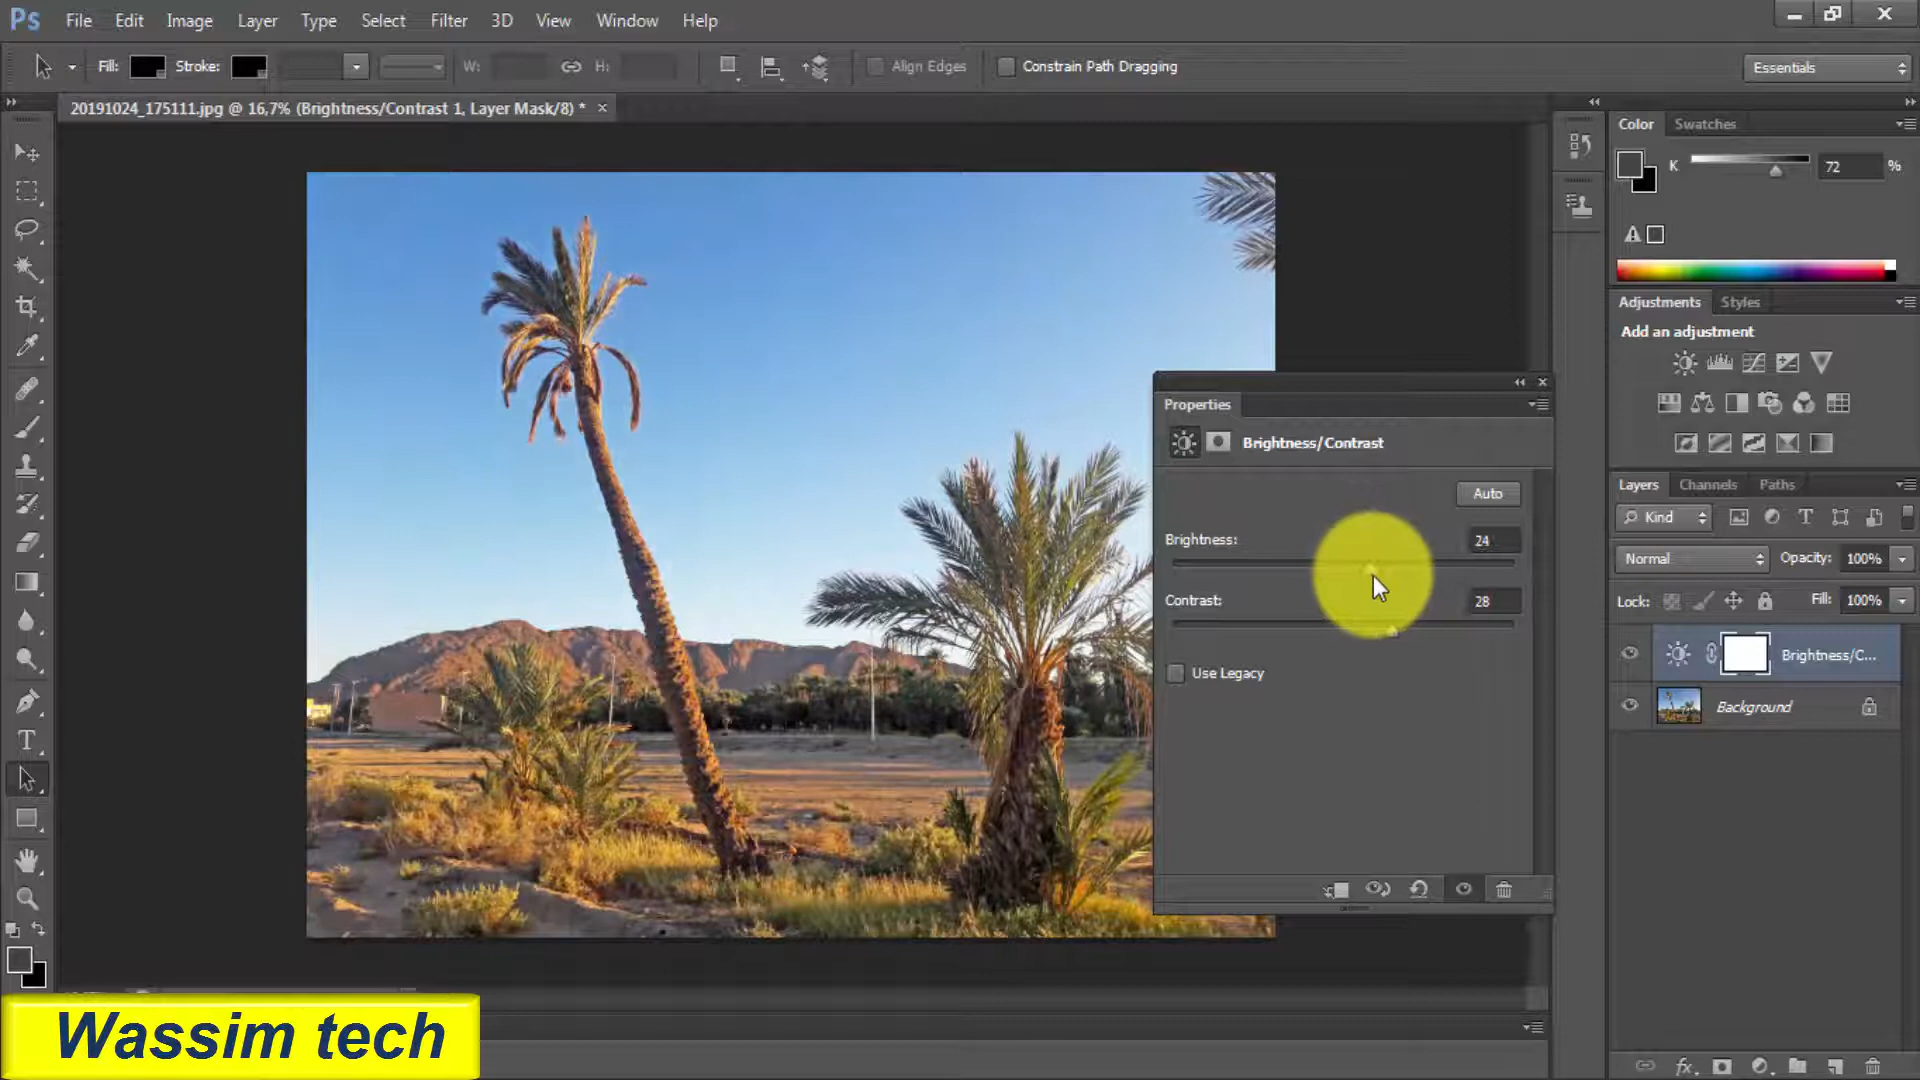 Ps File Edit Image Layer Type Select Filter 3D View Window Help
Fill: Stroke: W: H: Align Edges Constrain Path Dragging Essentials
20191024_175111.jpg @ 16,7% (Brightness/Contrast 1, Layer Mask/8) *
Color Swatches
K 72 %
Adjustments Styles
Add an adjustment
Properties
Brightness/Contrast
Auto
Brightness: 24
Contrast: 28
Use Legacy
Layers Channels Paths
Kind
Normal Opacity: 100%
Lock: Fill: 100%
Brightness/C...
Background
fx
Wassim tech